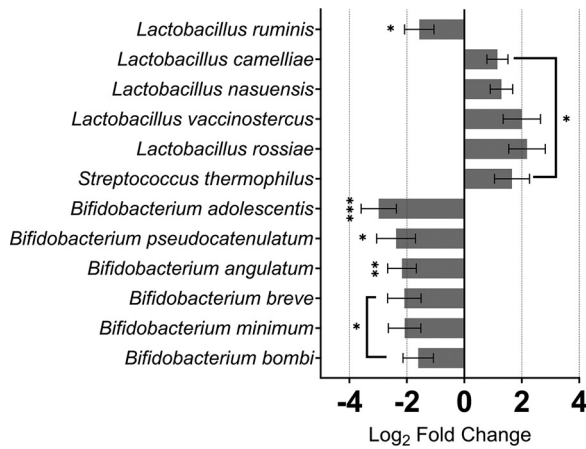 Lactobacillus ruminis
*
Lactobacillus camelliae
Lactobacillus nasuensis
Lactobacillus vaccinostercus
*
Lactobacillus rossiae
Streptococcus thermophilus
Bifidobacterium adolescentis
***
Bifidobacterium pseudocatenulatum
*
Bifidobacterium angulatum
**
Bifidobacterium breve
Bifidobacterium minimum
*
Bifidobacterium bombi
-4 -2 0 2 4
Log₂ Fold Change